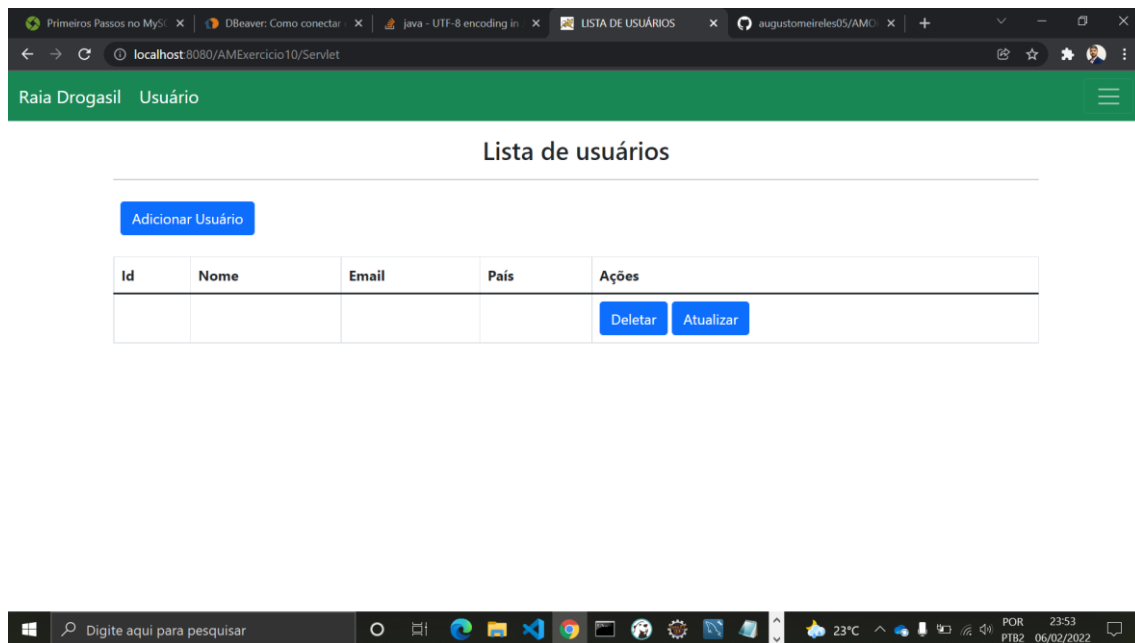 Primeiros Passos no MyS
DBeaver: Como conectar
java - UTF-8 encoding in
LISTA DE USUÁRIOS
augustomeireles05/AMO
localhost:8080/AMExercicio10/Servlet
Raia Drogasil Usuário
Lista de usuários
Adicionar Usuário
Id Nome Email País Ações
Deletar Atualizar
Digite aqui para pesquisar
23°C
POR
PTB2
23:53
06/02/2022